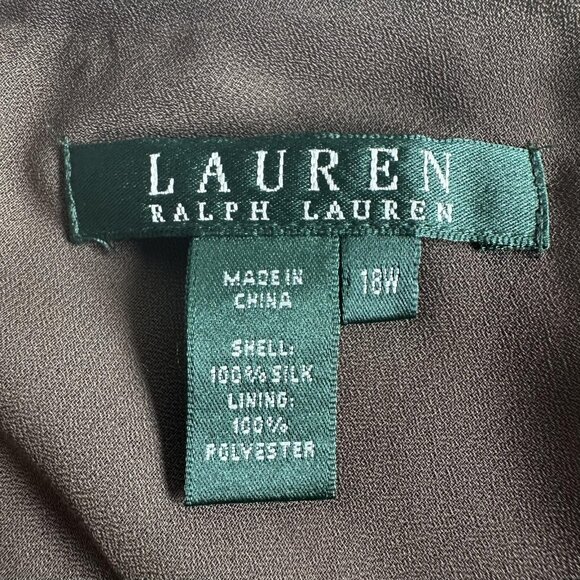 LAUREN
RALPH LAUREN
MADE IN
CHINA
18W
SHELL:
100% SILK
LINING:
100%
POLYESTER